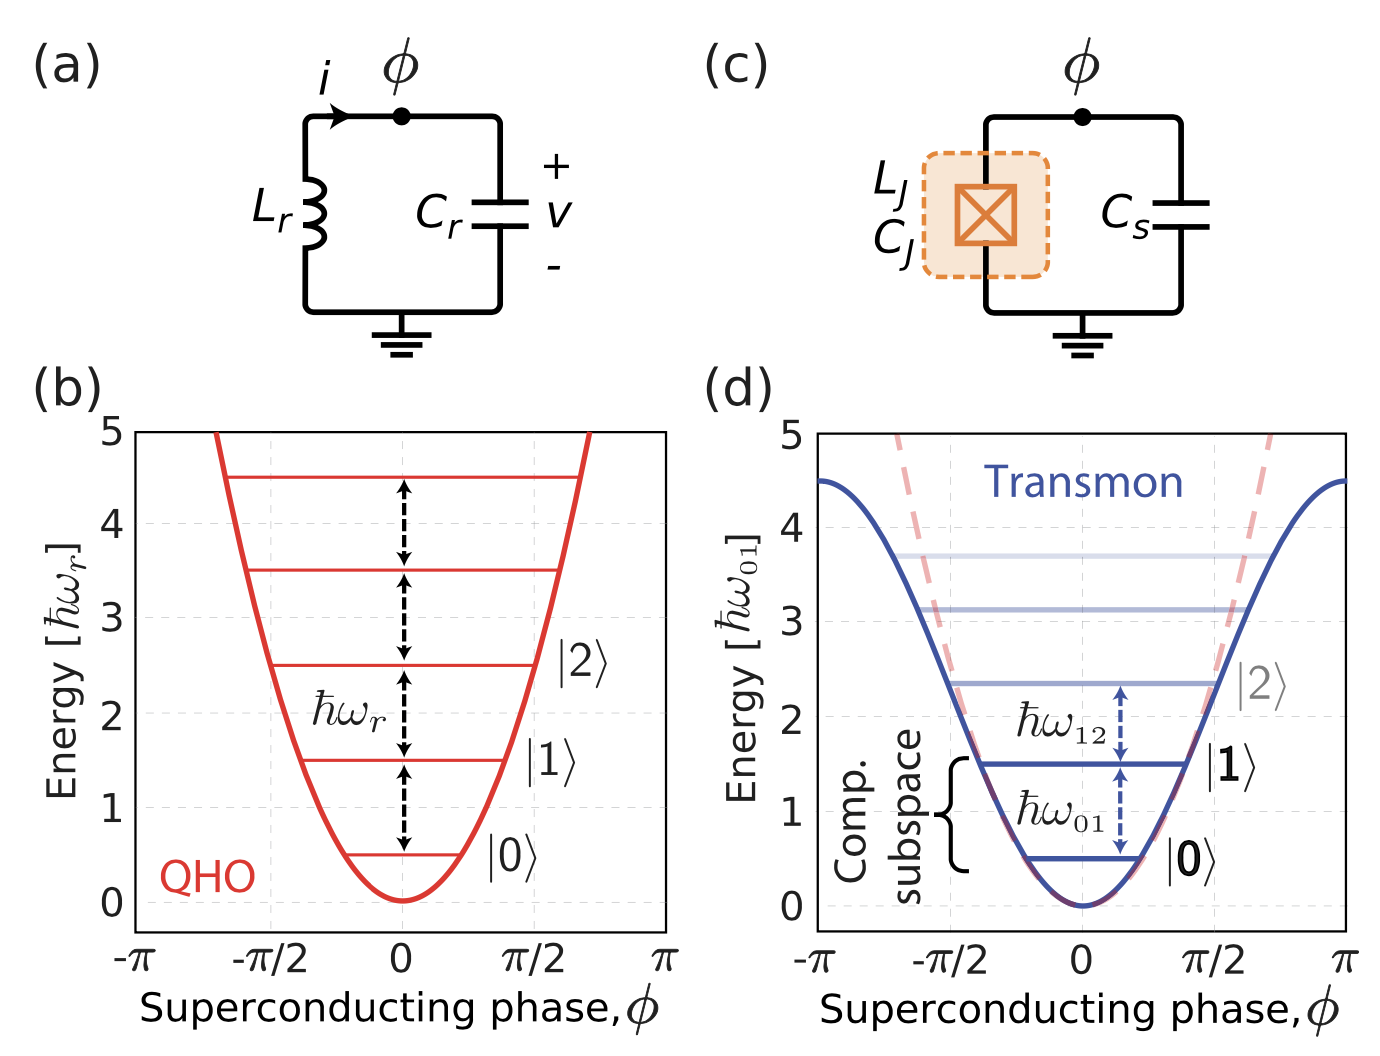 (a)
i
ϕ
L_r
C_r
+
v
-
(c)
ϕ
L_J
C_J
C_s
(b)
5
4
3
2
1
0
Energy [ℏω_r]
|2⟩
ℏω_r
|1⟩
|0⟩
QHO
-π
-π/2
0
π/2
π
Superconducting phase, ϕ
(d)
5
4
3
2
1
0
Energy [ℏω_01]
Transmon
|2⟩
ℏω_12
|1⟩
ℏω_01
|0⟩
Comp.
subspace
-π
-π/2
0
π/2
π
Superconducting phase, ϕ